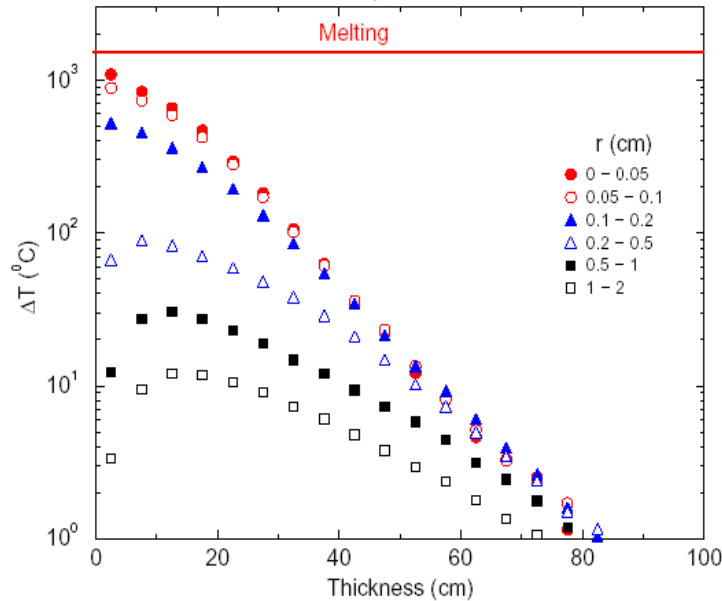 Melting
10³
10²
10¹
10⁰
ΔT (⁰C)
r (cm)
0 – 0.05
0.05 – 0.1
0.1 – 0.2
0.2 – 0.5
0.5 – 1
1 – 2
0 20 40 60 80 100
Thickness (cm)